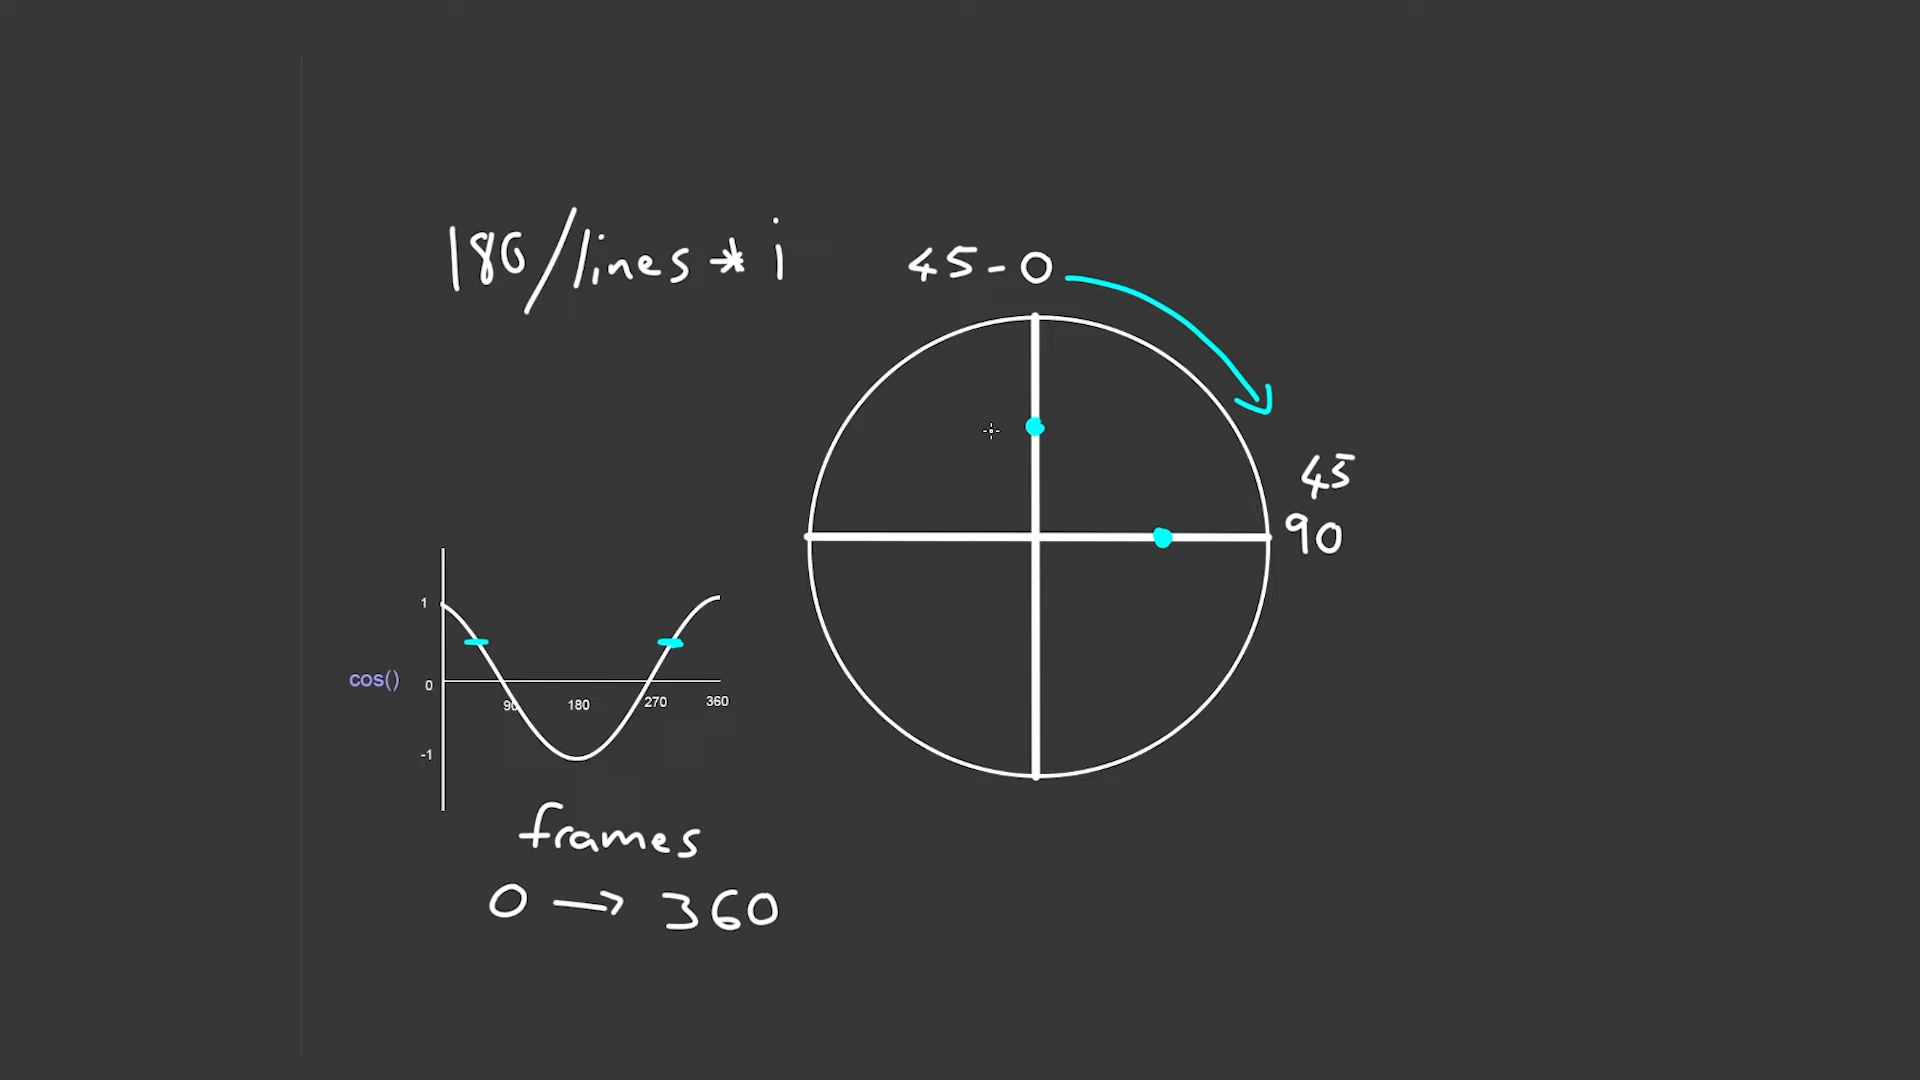 180/lines * i
45-0
45
90
1
cos()
0
90
180
270
360
-1
frames
0 → 360